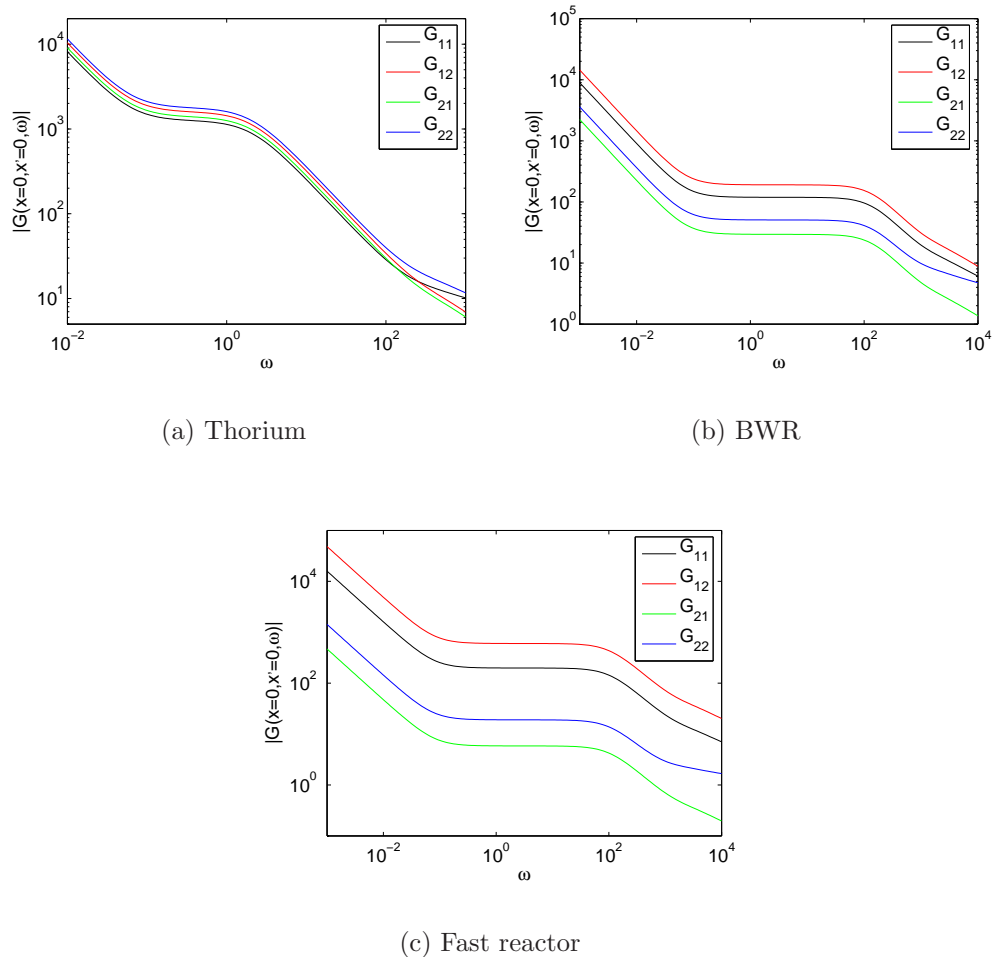 10^4
10^3
10^2
10^1
|G(x=0,x'=0,ω)|
10^−2
10^0
10^2
ω
G_11
G_12
G_21
G_22
(a) Thorium
10^5
10^4
10^3
10^2
10^1
10^0
|G(x=0,x'=0,ω)|
10^−2
10^0
10^2
10^4
ω
G_11
G_12
G_21
G_22
(b) BWR
10^4
10^2
10^0
|G(x=0,x'=0,ω)|
10^−2
10^0
10^2
10^4
ω
G_11
G_12
G_21
G_22
(c) Fast reactor